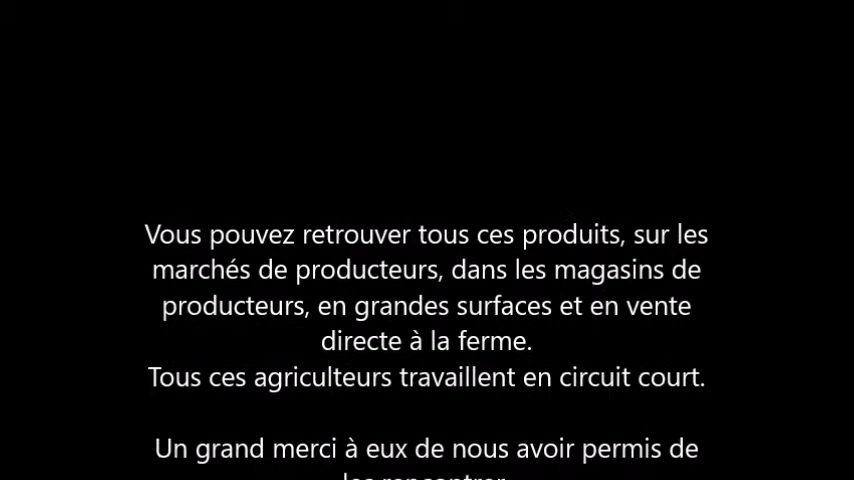 Vous pouvez retrouver tous ces produits, sur les
marchés de producteurs, dans les magasins de
producteurs, en grandes surfaces et en vente
directe à la ferme.
Tous ces agriculteurs travaillent en circuit court.
Un grand merci à eux de nous avoir permis de
les rencontrer